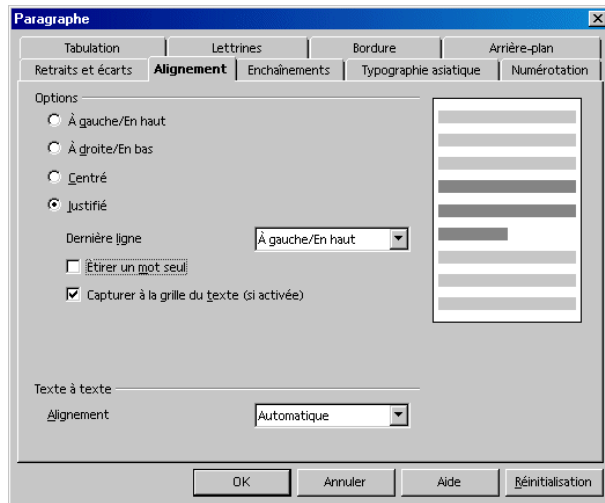 Paragraphe
Tabulation Lettrines Bordure Arrière-plan
Retraits et écarts Alignement Enchaînements Typographie asiatique Numérotation
Options
À gauche/En haut
À droite/En bas
Centré
Justifié
Dernière ligne À gauche/En haut
Étirer un mot seul
Capturer à la grille du texte (si activée)
Texte à texte
Alignement Automatique
OK Annuler Aide Réinitialisation